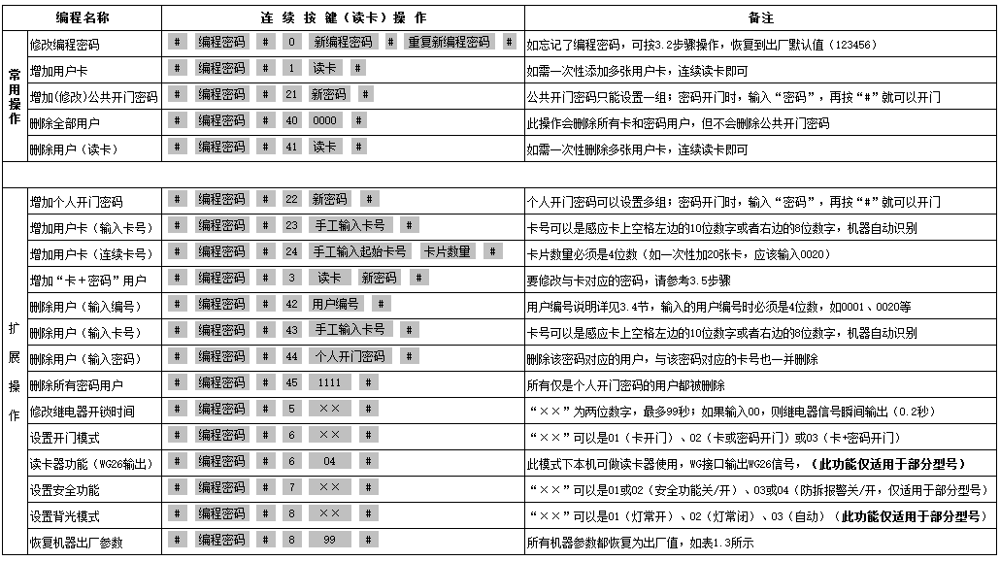 编程名称 连 续 按 键（读卡）操 作 备注
常用操作
修改编程密码 # 编程密码 # 0 新编程密码 # 重复新编程密码 # 如忘记了编程密码，可按3.2步骤操作，恢复到出厂默认值（123456）
增加用户卡 # 编程密码 # 1 读卡 # 如需一次性添加多张用户卡，连续读卡即可
增加(修改)公共开门密码 # 编程密码 # 21 新密码 # 公共开门密码只能设置一组；密码开门时，输入“密码”，再按“#”就可以开门
删除全部用户 # 编程密码 # 40 0000 # 此操作会删除所有卡和密码用户，但不会删除公共开门密码
删除用户（读卡） # 编程密码 # 41 读卡 # 如需一次性删除多张用户卡，连续读卡即可
扩展操作
增加个人开门密码 # 编程密码 # 22 新密码 # 个人开门密码可以设置多组；密码开门时，输入“密码”，再按“#”就可以开门
增加用户卡（输入卡号） # 编程密码 # 23 手工输入卡号 # 卡号可以是感应卡上空格左边的10位数字或者右边的8位数字，机器自动识别
增加用户卡（连续卡号） # 编程密码 # 24 手工输入起始卡号 卡片数量 # 卡片数量必须是4位数（如一次性加20张卡，应该输入0020）
增加“卡＋密码”用户 # 编程密码 # 3 读卡 新密码 # 要修改与卡对应的密码，请参考3.5步骤
删除用户（输入编号） # 编程密码 # 42 用户编号 # 用户编号说明详见3.4节，输入的用户编号时必须是4位数，如0001、0020等
删除用户（输入卡号） # 编程密码 # 43 手工输入卡号 # 卡号可以是感应卡上空格左边的10位数字或者右边的8位数字，机器自动识别
删除用户（输入密码） # 编程密码 # 44 个人开门密码 # 删除该密码对应的用户，与该密码对应的卡号也一并删除
删除所有密码用户 # 编程密码 # 45 1111 # 所有仅是个人开门密码的用户都被删除
修改继电器开锁时间 # 编程密码 # 5 ×× # “××”为两位数字，最多99秒；如果输入00，则继电器信号瞬间输出（0.2秒）
设置开门模式 # 编程密码 # 6 ×× # “××”可以是01（卡开门）、02（卡或密码开门）或03（卡+密码开门）
读卡器功能（WG26输出） # 编程密码 # 6 04 # 此模式下本机可做读卡器使用，WG接口输出WG26信号，（此功能仅适用于部分型号）
设置安全功能 # 编程密码 # 7 ×× # “××”可以是01或02（安全功能关/开）、03或04（防拆报警关/开，仅适用于部分型号）
设置背光模式 # 编程密码 # 8 ×× # “××”可以是01（灯常开）、02（灯常闭）、03（自动）（此功能仅适用于部分型号）
恢复机器出厂参数 # 编程密码 # 8 99 # 所有机器参数都恢复为出厂值，如表1.3所示